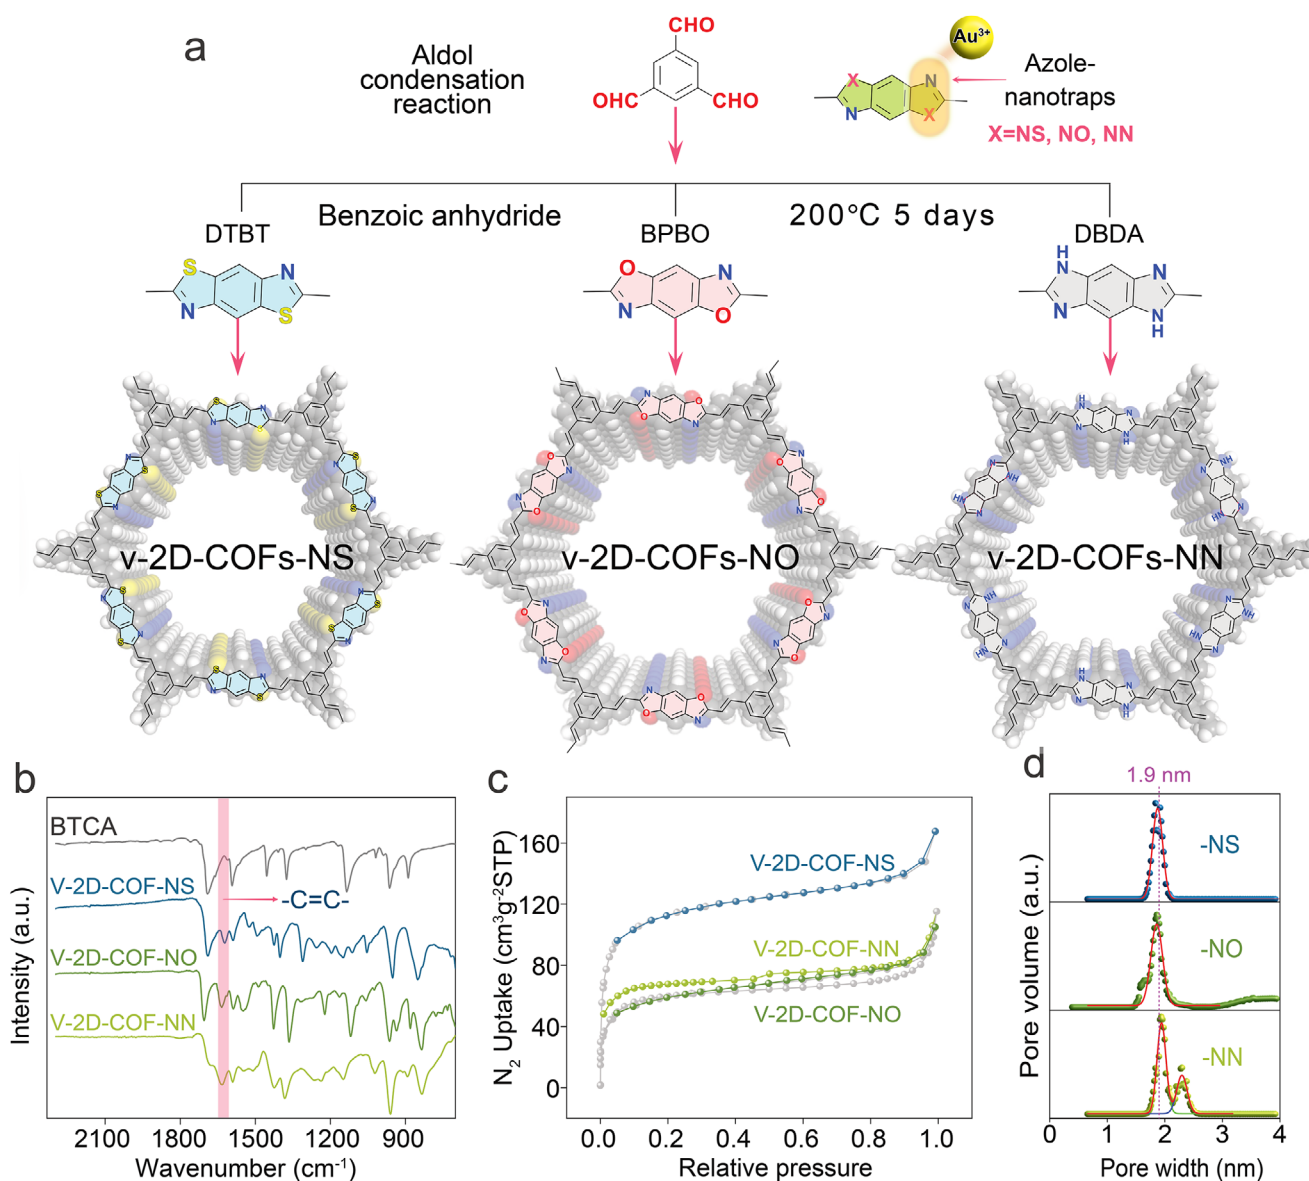 a
Aldol
condensation
reaction
CHO
OHC
CHO
Au³⁺
X
N
N
X
Azole-
nanotraps
X=NS, NO, NN
Benzoic anhydride
200°C 5 days
DTBT
BPBO
DBDA
S
N
N
S
O
N
N
O
H
N
N
N
N
H
v-2D-COFs-NS
v-2D-COFs-NO
v-2D-COFs-NN
b
BTCA
V-2D-COF-NS
-C=C-
V-2D-COF-NO
V-2D-COF-NN
Intensity (a.u.)
2100 1800 1500 1200 900
Wavenumber (cm⁻¹)
c
N₂ Uptake (cm³g⁻²STP)
160
120
80
40
0
V-2D-COF-NS
V-2D-COF-NN
V-2D-COF-NO
0.0 0.2 0.4 0.6 0.8 1.0
Relative pressure
d
1.9 nm
-NS
-NO
-NN
Pore volume (a.u.)
0 1 2 3 4
Pore width (nm)